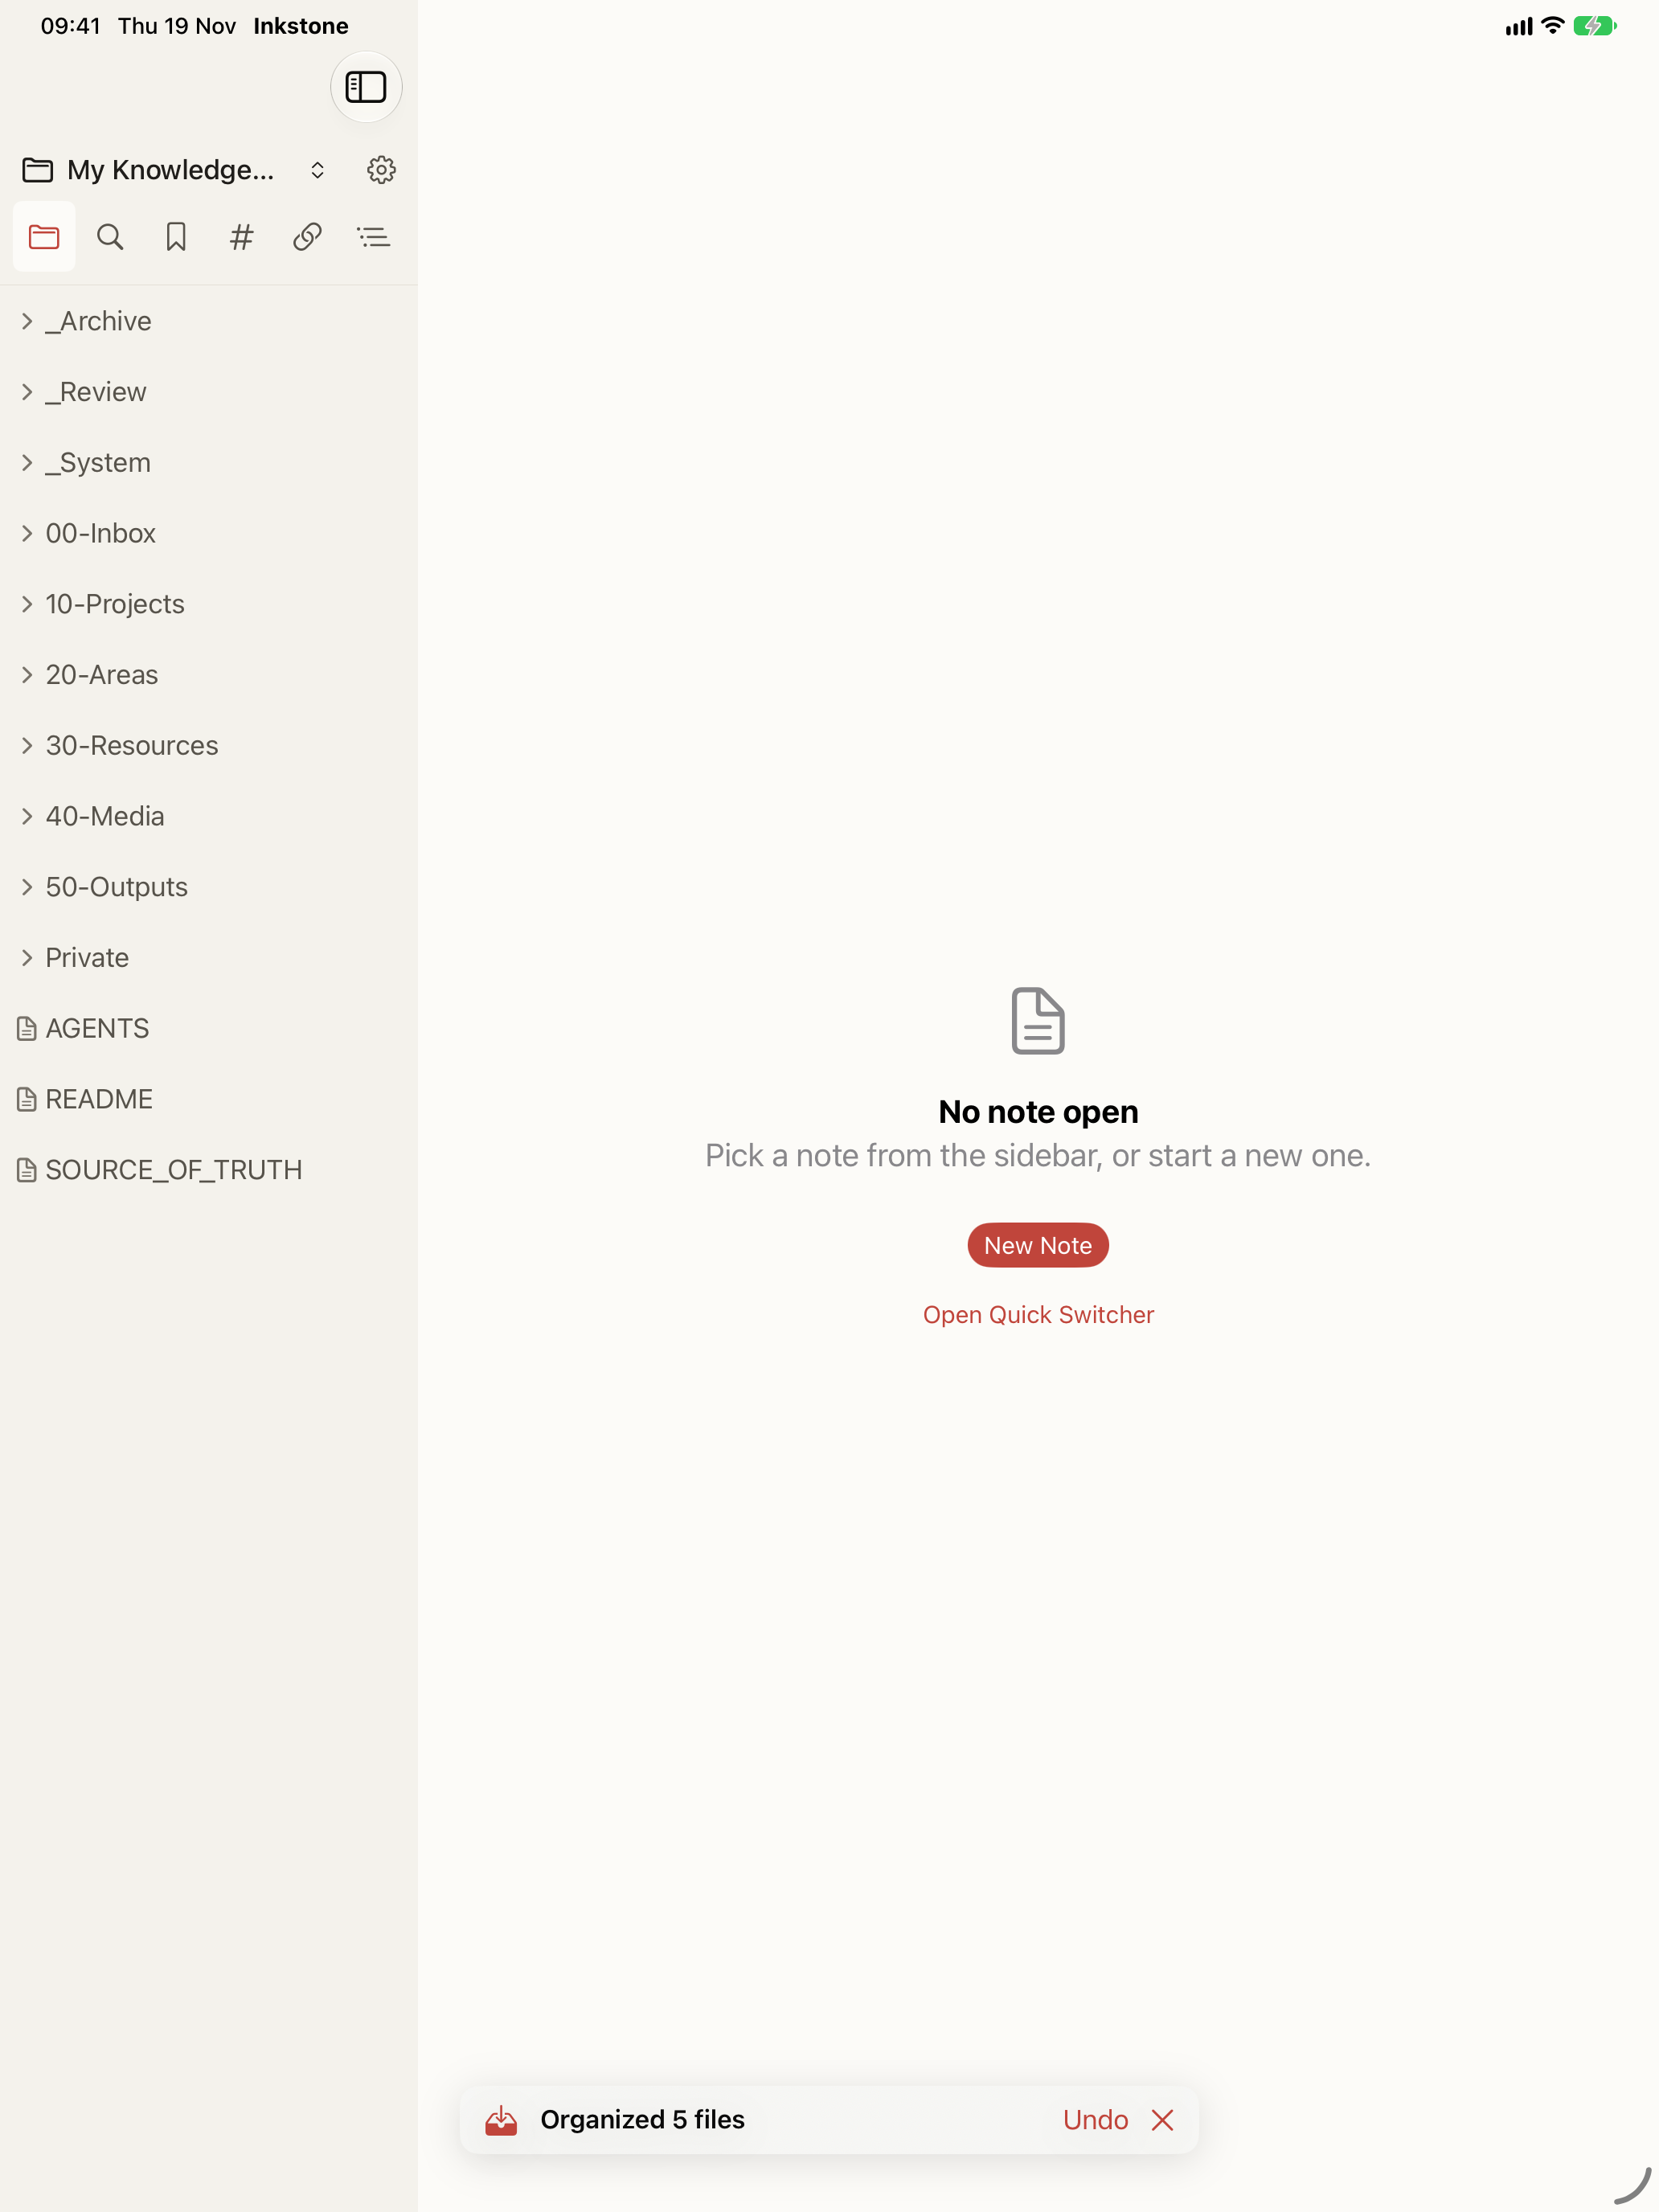 09:41 Thu 19 Nov Inkstone
My Knowledge...
_Archive
_Review
_System
00-Inbox
10-Projects
20-Areas
30-Resources
40-Media
50-Outputs
Private
AGENTS
README
SOURCE_OF_TRUTH
No note open
Pick a note from the sidebar, or start a new one.
New Note
Open Quick Switcher
Organized 5 files Undo